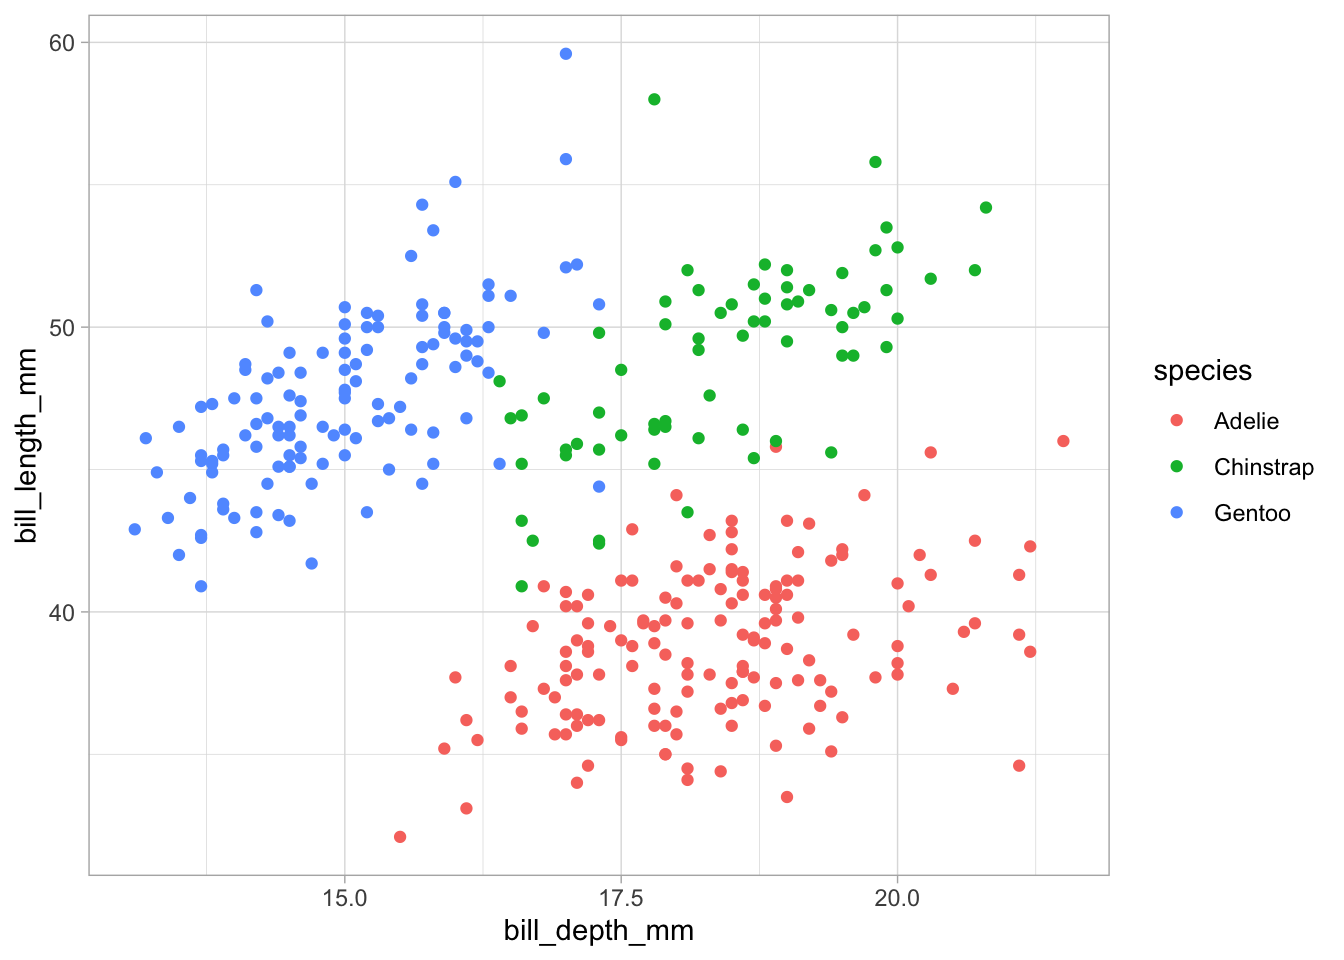 60
50
40
bill_length_mm
15.0 17.5 20.0
bill_depth_mm
species
Adelie
Chinstrap
Gentoo